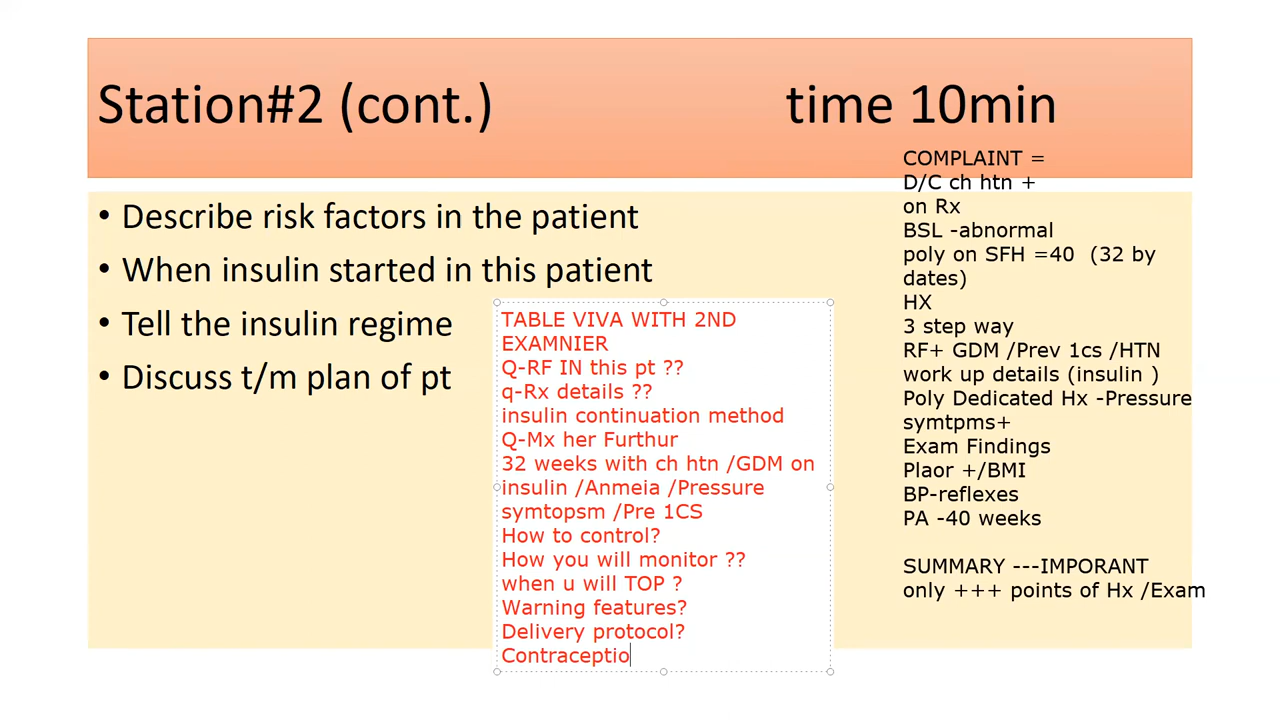 Station#2 (cont.) time 10min
• Describe risk factors in the patient
• When insulin started in this patient
• Tell the insulin regime
• Discuss t/m plan of pt
TABLE VIVA WITH 2ND
EXAMNIER
Q-RF IN this pt ??
q-Rx details ??
insulin continuation method
Q-Mx her Furthur
32 weeks with ch htn /GDM on
insulin /Anmeia /Pressure
symtopsm /Pre 1CS
How to control?
How you will monitor ??
when u will TOP ?
Warning features?
Delivery protocol?
Contraceptio
COMPLAINT =
D/C ch htn +
on Rx
BSL -abnormal
poly on SFH =40 (32 by
dates)
HX
3 step way
RF+ GDM /Prev 1cs /HTN
work up details (insulin )
Poly Dedicated Hx -Pressure
symtpms+
Exam Findings
Plaor +/BMI
BP-reflexes
PA -40 weeks
SUMMARY ---IMPORANT
only +++ points of Hx /Exam